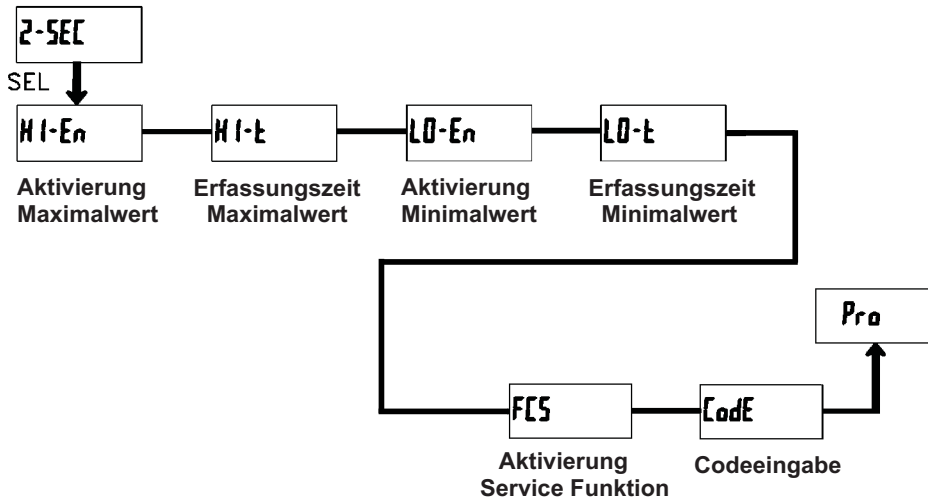 2-SEC
SEL
HI-En
HI-t
LO-En
LO-t
Aktivierung
Maximalwert
Erfassungszeit
Maximalwert
Aktivierung
Minimalwert
Erfassungszeit
Minimalwert
Pro
FCS
CodE
Aktivierung
Service Funktion
Codeeingabe